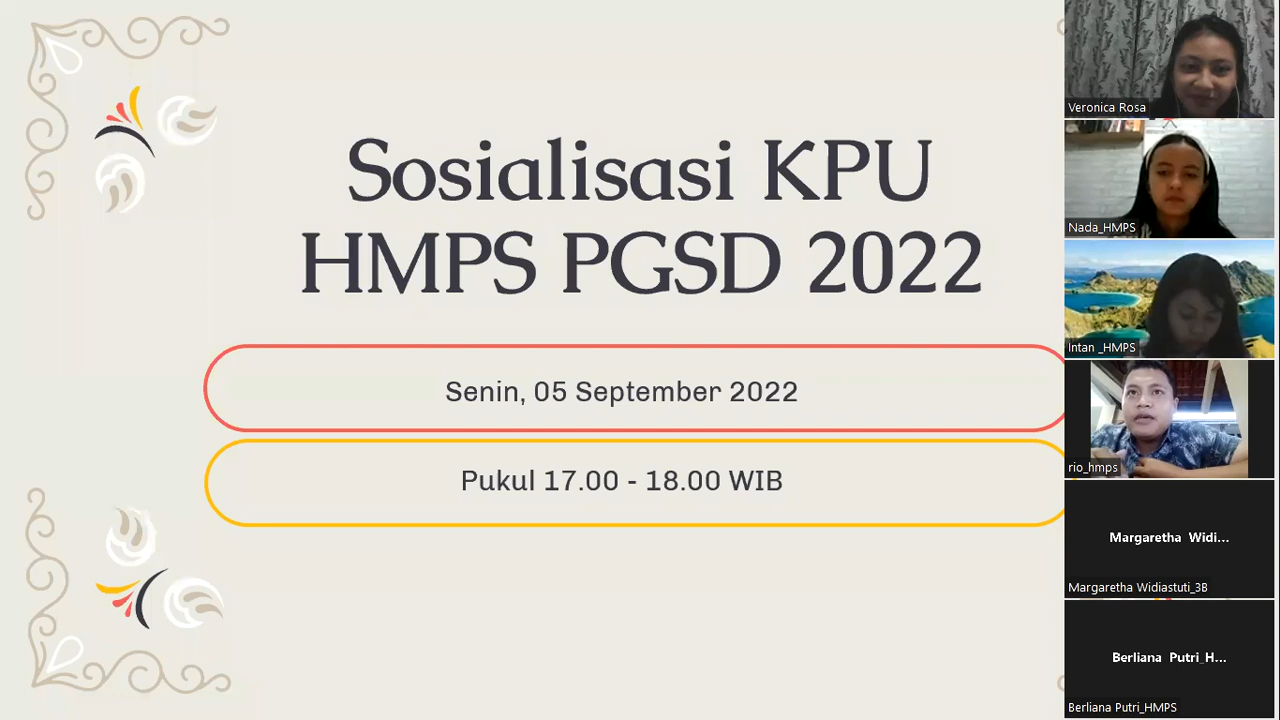 Sosialisasi KPU
HMPS PGSD 2022
Senin, 05 September 2022
Pukul 17.00 - 18.00 WIB
Veronica Rosa
Nada_HMPS
Intan _HMPS
rio_hmps
Margaretha Widi...
Margaretha Widiastuti_3B
Berliana Putri_H...
Berliana Putri_HMPS